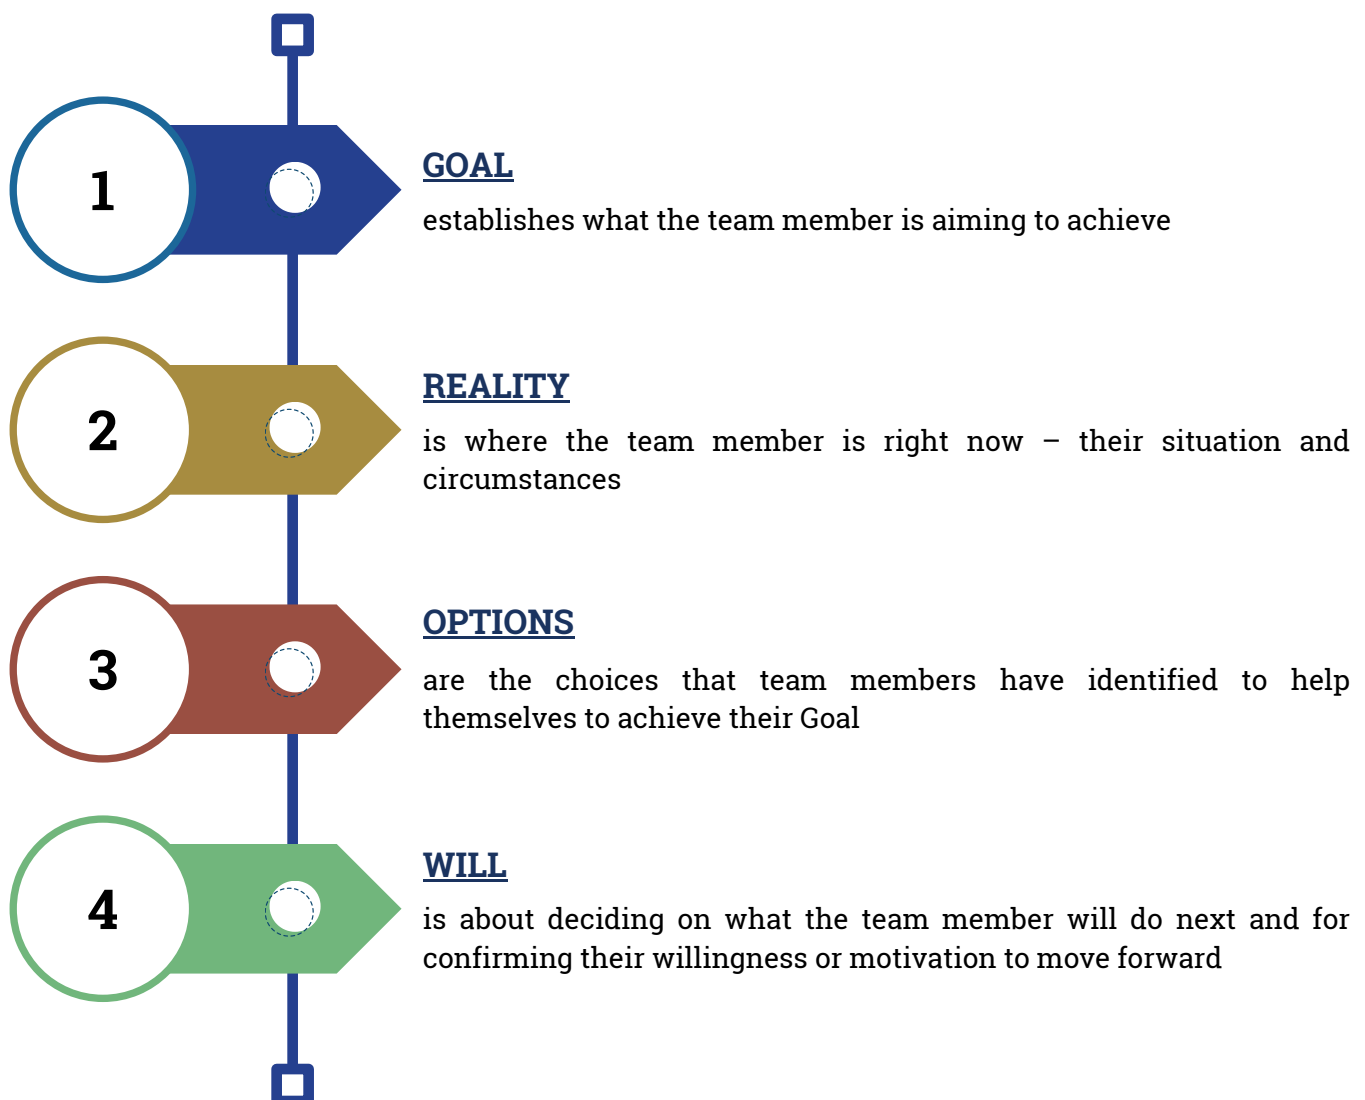 1
GOAL
establishes what the team member is aiming to achieve
2
REALITY
is where the team member is right now – their situation and
circumstances
3
OPTIONS
are the choices that team members have identified to help
themselves to achieve their Goal
4
WILL
is about deciding on what the team member will do next and for
confirming their willingness or motivation to move forward